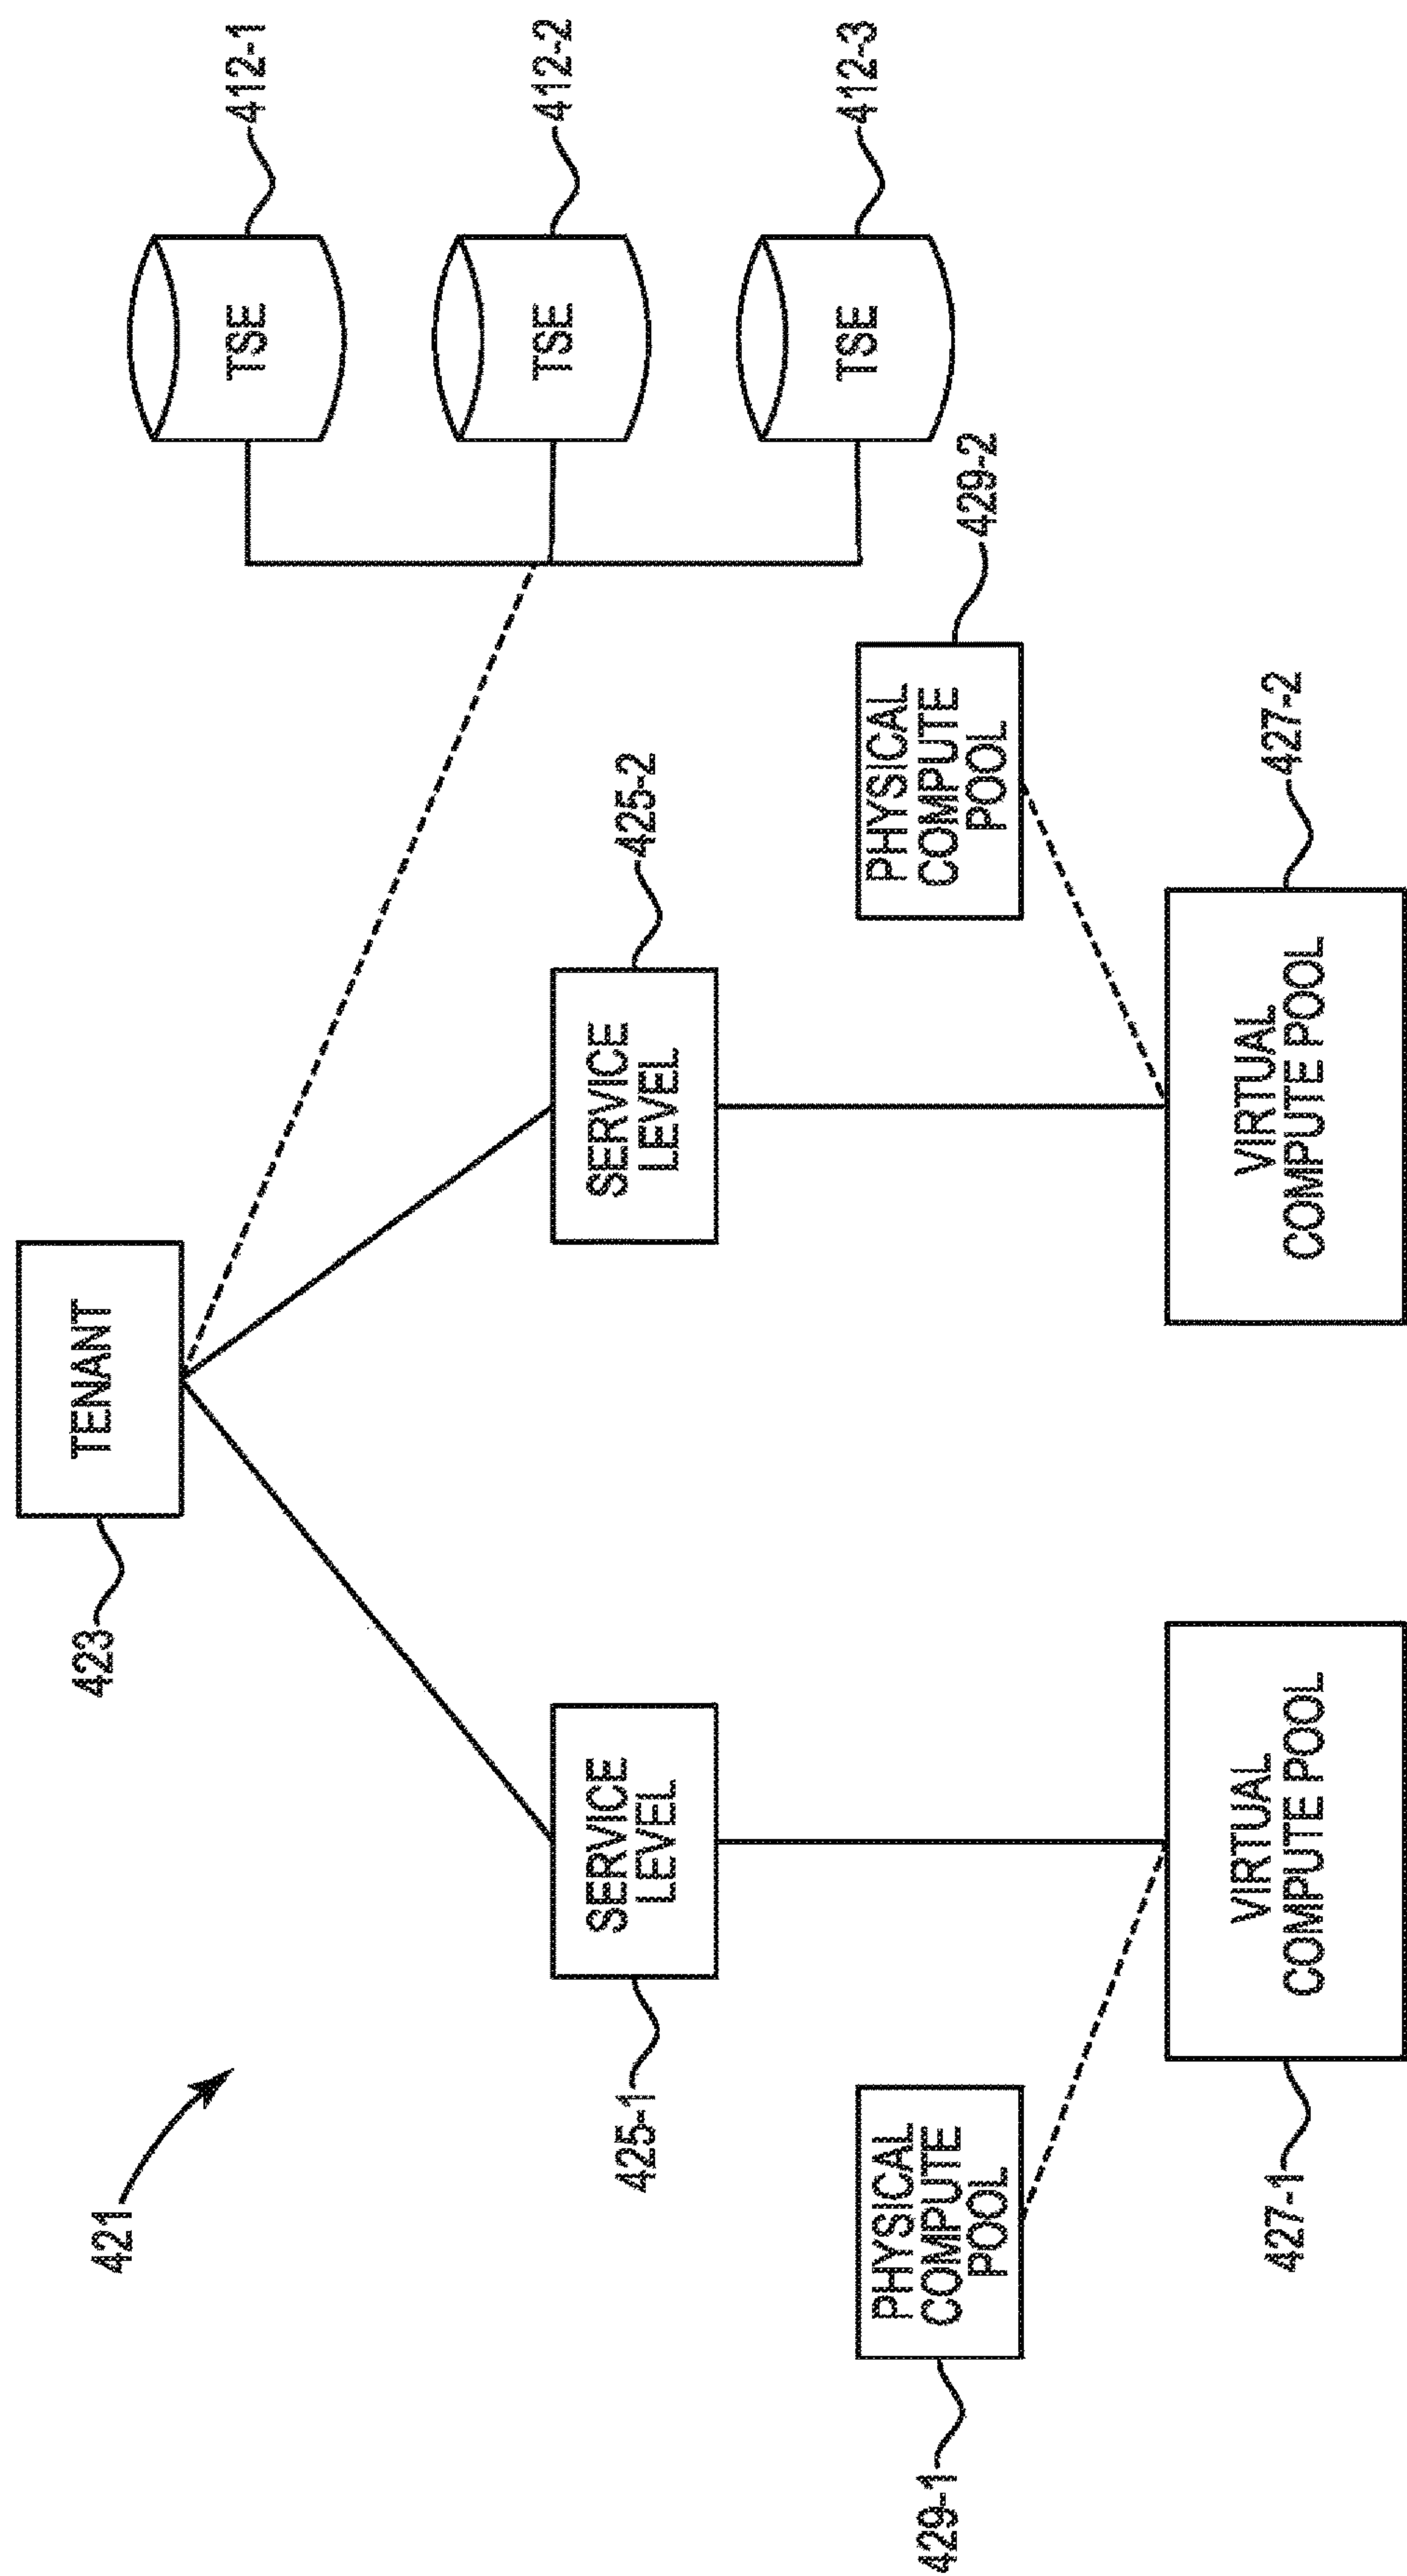 421
423
TENANT
412-1
TSE
412-2
TSE
412-3
TSE
425-1
SERVICE
LEVEL
425-2
SERVICE
LEVEL
429-1
PHYSICAL
COMPUTE
POOL
429-2
PHYSICAL
COMPUTE
POOL
427-1
VIRTUAL
COMPUTE POOL
427-2
VIRTUAL
COMPUTE POOL